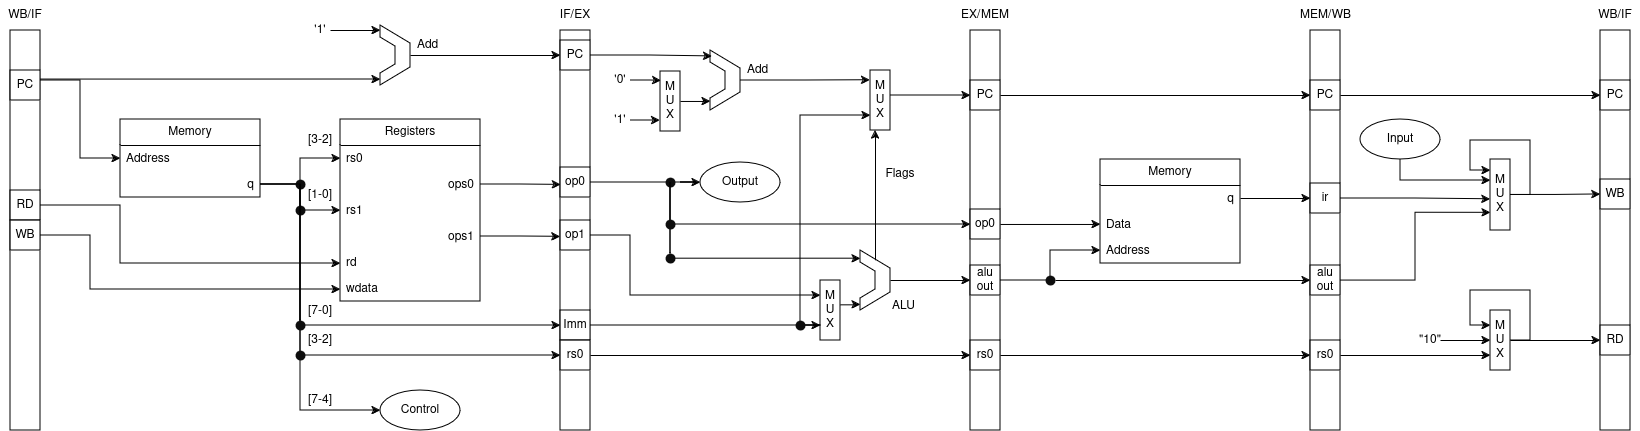 WB/IF
IF/EX
EX/MEM
MEM/WB
WB/IF
'1'
Add
PC
PC
Memory
Address
q
[3-2]
[1-0]
Registers
rs0
rs1
rd
wdata
ops0
ops1
RD
WB
[7-0]
[3-2]
[7-4]
Control
op0
op1
Imm
rs0
'0'
'1'
M
U
X
Add
M
U
X
Output
Flags
M
U
X
ALU
PC
op0
alu
out
rs0
Memory
q
Data
Address
PC
ir
alu
out
rs0
Input
M
U
X
"10"
M
U
X
PC
WB
RD